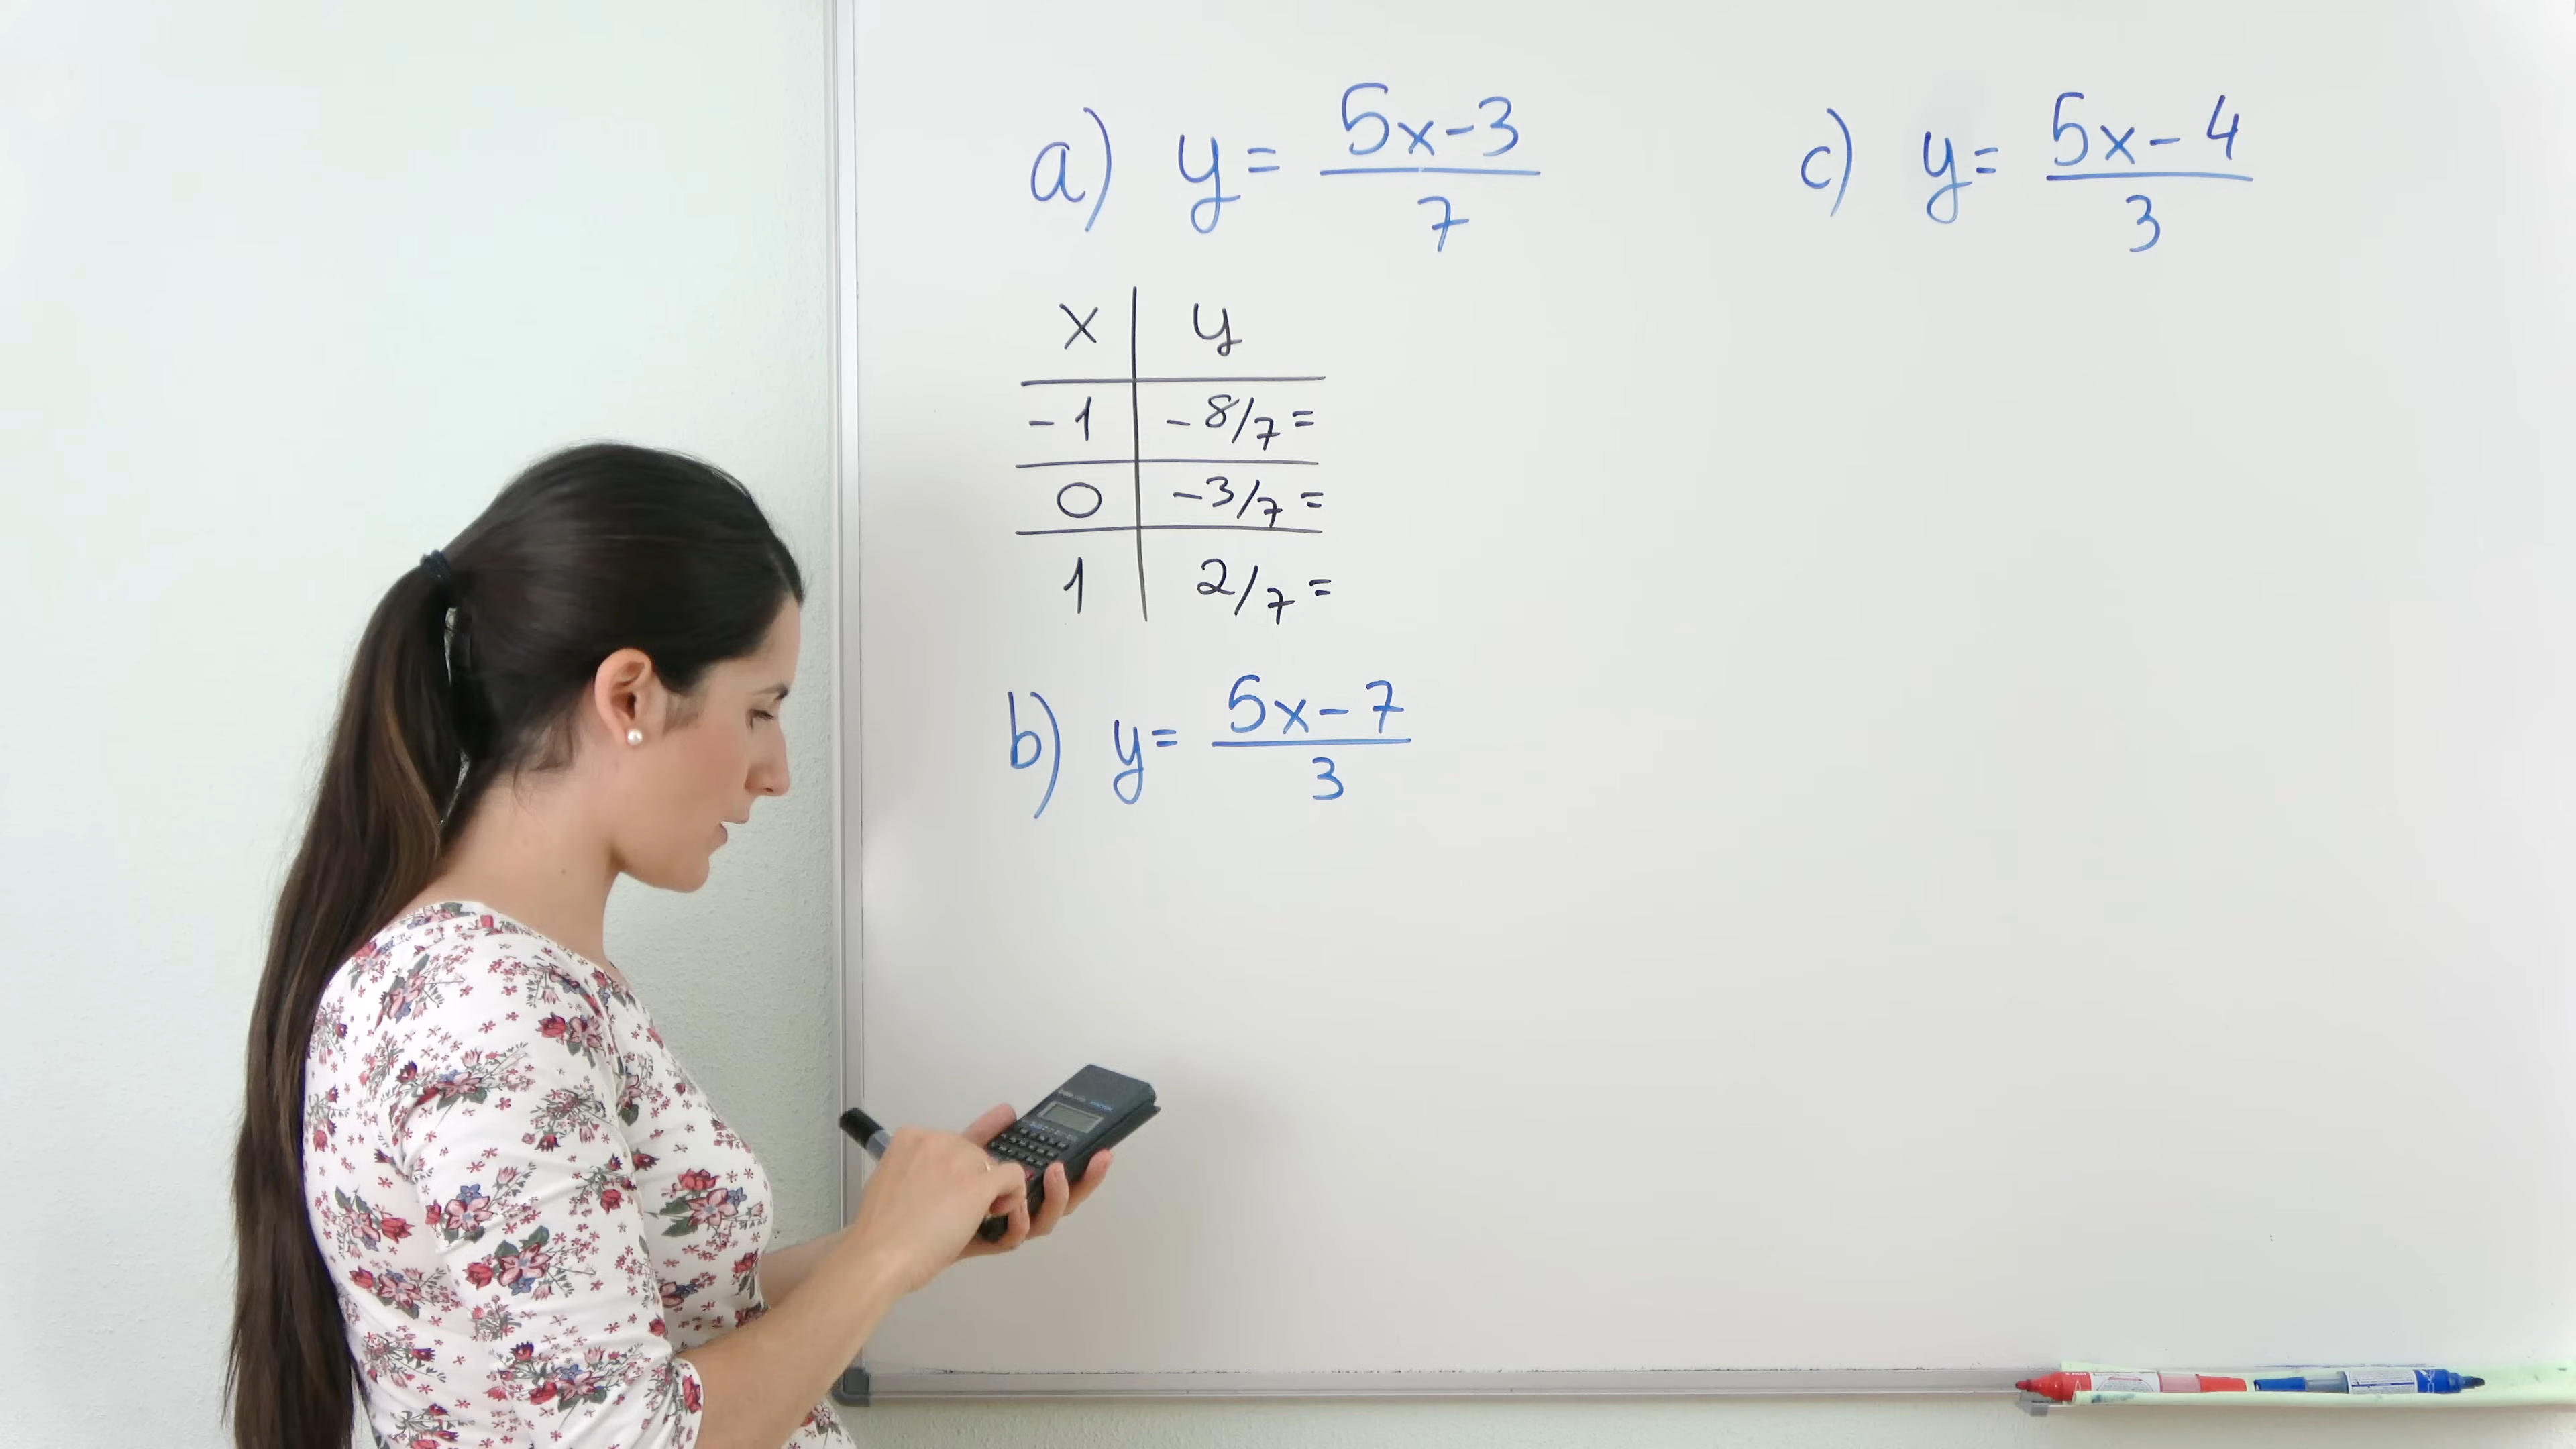 a) y = 5x-3
7
x y
-1 -8/7 =
0 -3/7 =
1 2/7 =
b) y = 5x-7
3
c) y = 5x-4
3